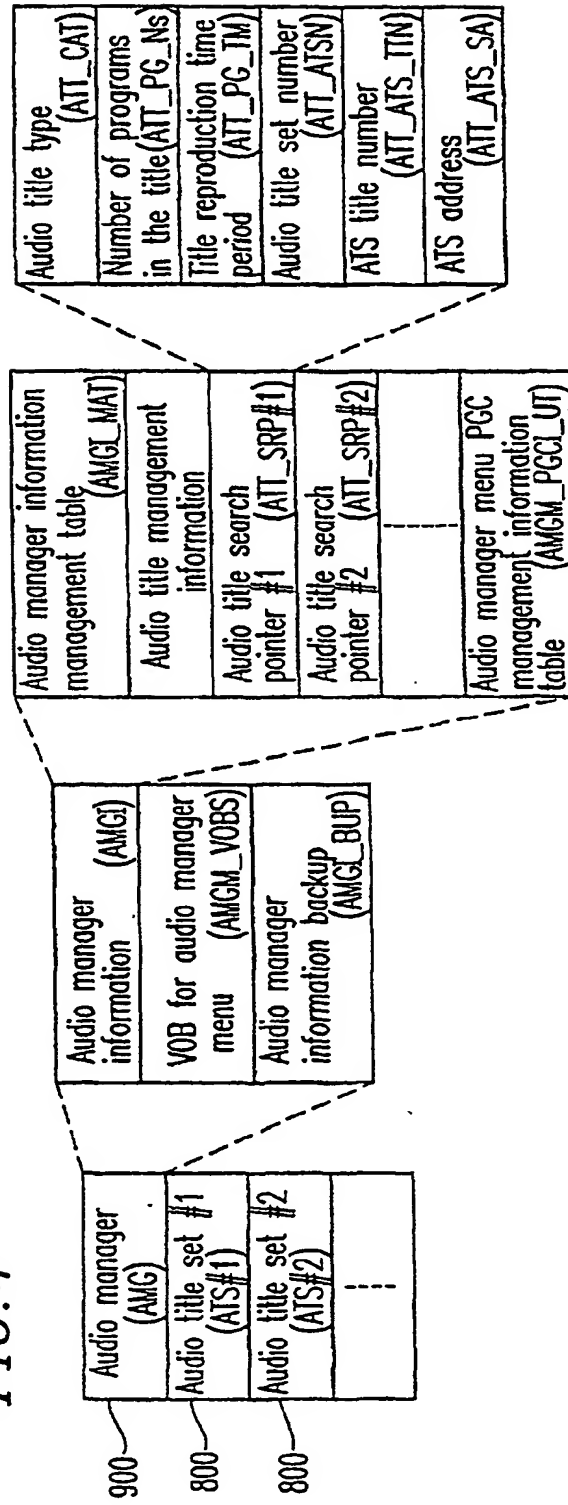 900
800
800
Audio manager
(AMG)
Audio title set #1
(ATS#1)
Audio title set #2
(ATS#2)
Audio manager
information (AMGI)
VOB for audio manager
menu (AMGM_VOBS)
Audio manager
information backup
(AMGI_BUP)
Audio manager information
management table
(AMGI_MAT)
Audio title management
information
Audio title search
pointer #1 (ATT_SRP#1)
Audio title search
pointer #2 (ATT_SRP#2)
Audio manager menu PGC
management information
table (AMGM_PGCI_UT)
Audio title type
(ATT_CAT)
Number of programs
in the title(ATT_PG_Ns)
Title reproduction time
period (ATT_PG_TM)
Audio title set number
(ATT_ATSN)
ATS title number
(ATT_ATS_TTN)
ATS address
(ATT_ATS_SA)